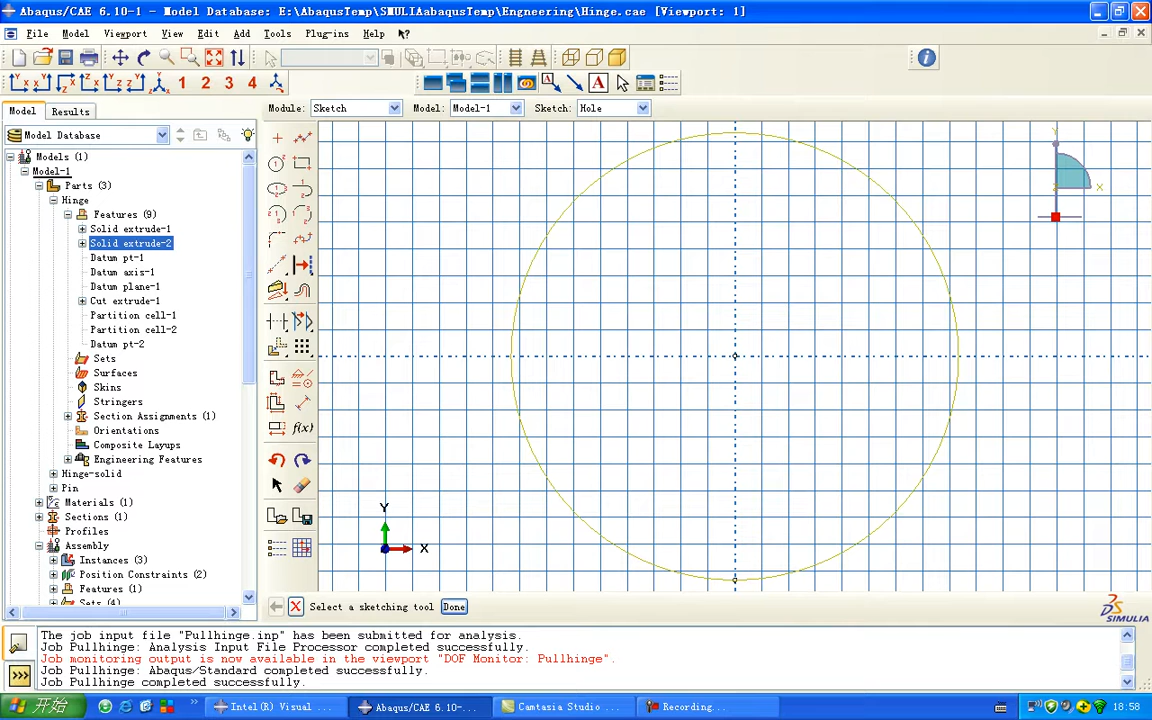 Abaqus/CAE 6.10-1 - Model Database: E:\AbaqusTemp\SMULIAabaqusTemp\Engneering\Hinge.cae [Viewport: 1]
File Model Viewport View Edit Add Tools Plug-ins Help
1 2 3 4
Model Results Module: Sketch Model: Model-1 Sketch: Hole
Model Database
Models (1)
Model-1
Parts (3)
Hinge
Features (9)
Solid extrude-1
Solid extrude-2
Datum pt-1
Datum axis-1
Datum plane-1
Cut extrude-1
Partition cell-1
Partition cell-2
Datum pt-2
Sets
Surfaces
Skins
Stringers
Section Assignments (1)
Orientations
Composite Layups
Engineering Features
Hinge-solid
Pin
Materials (1)
Sections (1)
Profiles
Assembly
Instances (3)
Position Constraints (2)
Features (1)
Sets (4)
f(x)
Y
X
Y
Z
X
Select a sketching tool Done
SIMULIA
The job input file "Pullhinge.inp" has been submitted for analysis.
Job Pullhinge: Analysis Input File Processor completed successfully.
Job monitoring output is now available in the viewport "DOF Monitor: Pullhinge".
Job Pullhinge: Abaqus/Standard completed successfully.
Job Pullhinge completed successfully.
>>>
开始 Intel(R) Visual ... Abaqus/CAE 6.10-... Camtasia Studio ... Recording... 18:58